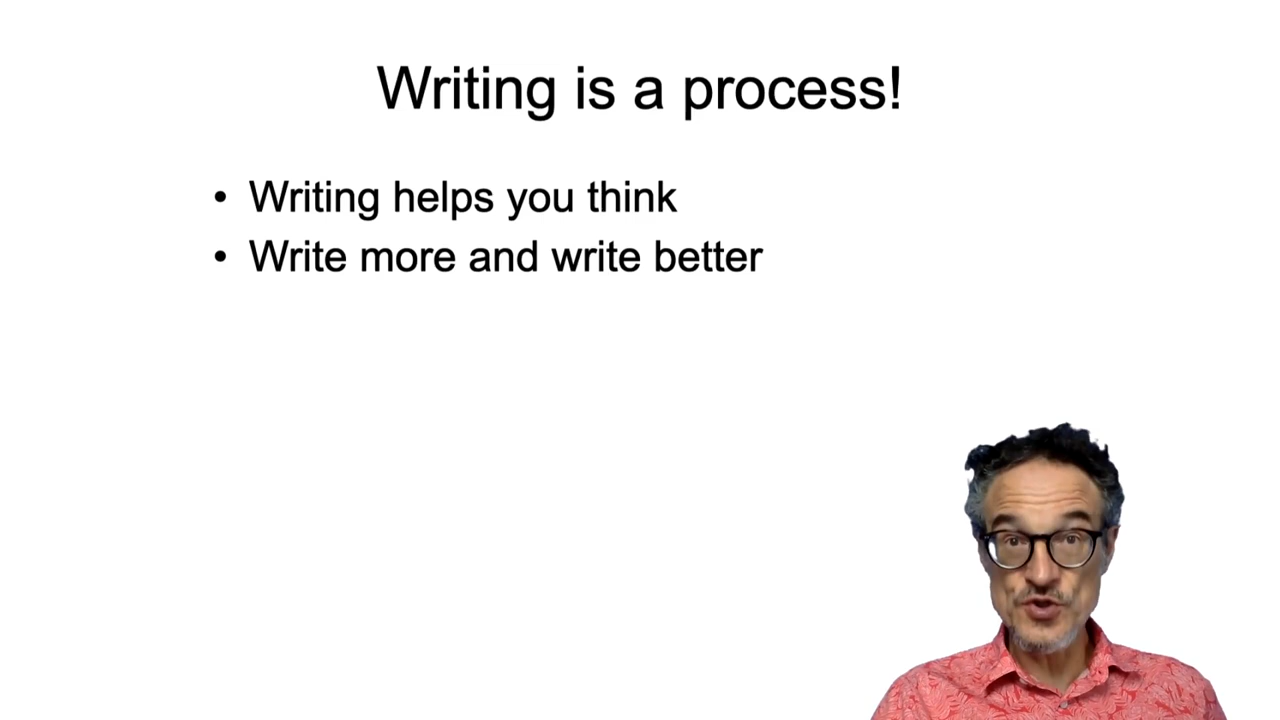 Writing is a process!
• Writing helps you think
• Write more and write better